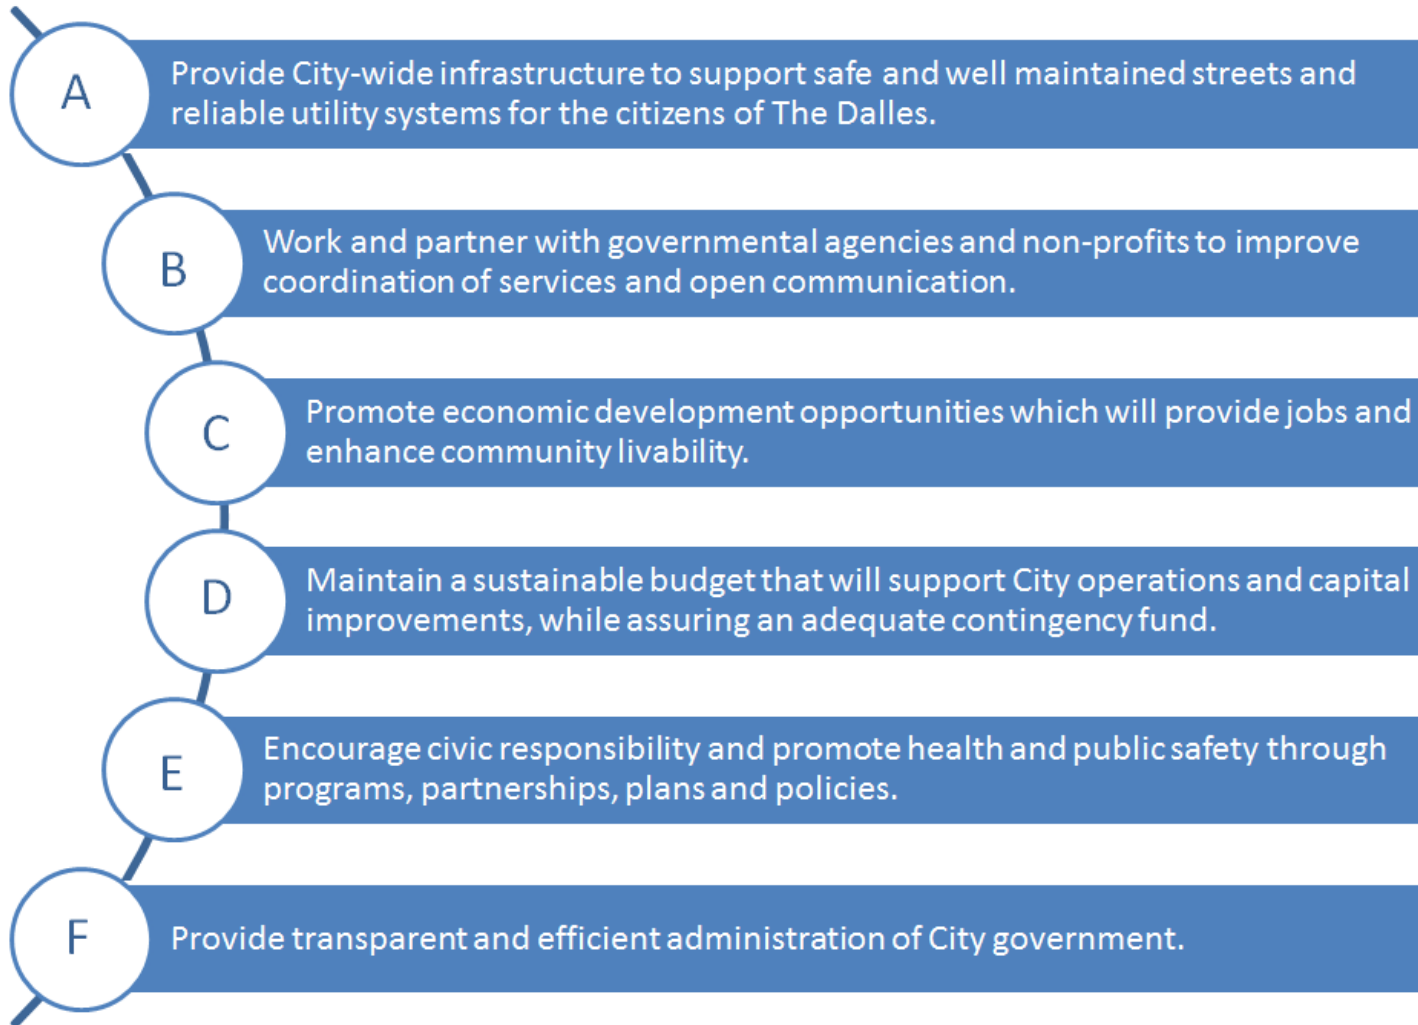 A
Provide City-wide infrastructure to support safe and well maintained streets and
reliable utility systems for the citizens of The Dalles.
B
Work and partner with governmental agencies and non-profits to improve
coordination of services and open communication.
C
Promote economic development opportunities which will provide jobs and
enhance community livability.
D
Maintain a sustainable budget that will support City operations and capital
improvements, while assuring an adequate contingency fund.
E
Encourage civic responsibility and promote health and public safety through
programs, partnerships, plans and policies.
F
Provide transparent and efficient administration of City government.